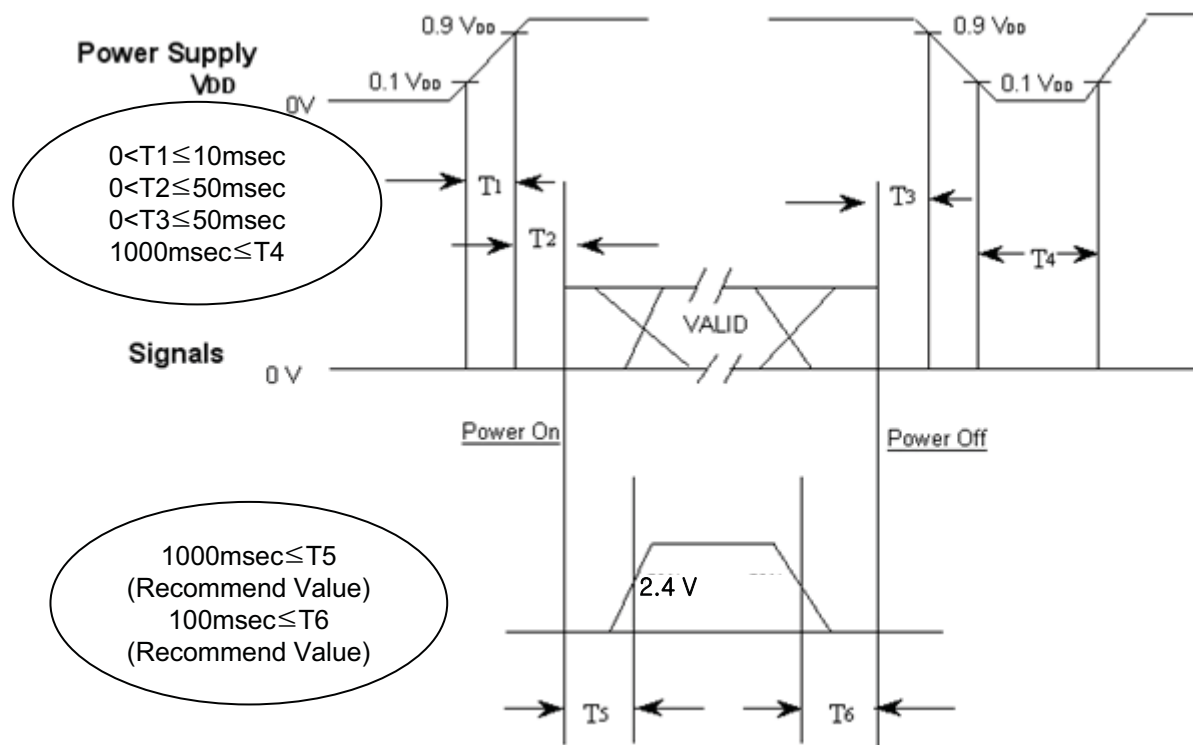 0.9 VDD
0.9 VDD
Power Supply
VDD
0.1 VDD
0.1 VDD
0V
0<T1≦10msec
0<T2≦50msec
0<T3≦50msec
1000msec≦T4
T1
T3
T2
T4
VALID
Signals
0 V
Power On
Power Off
1000msec≦T5
(Recommend Value)
100msec≦T6
(Recommend Value)
2.4 V
T5
T6